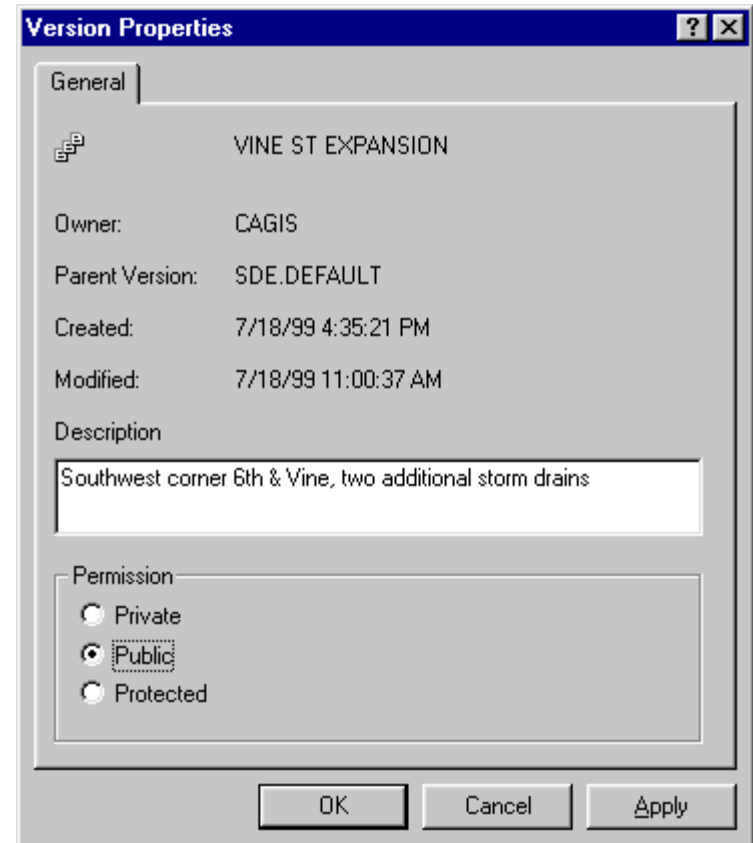 Version Properties
General
VINE ST EXPANSION
Owner: CAGIS
Parent Version: SDE.DEFAULT
Created: 7/18/99 4:35:21 PM
Modified: 7/18/99 11:00:37 AM
Description
Southwest corner 6th & Vine, two additional storm drains
Permission
Private
Public
Protected
OK Cancel Apply